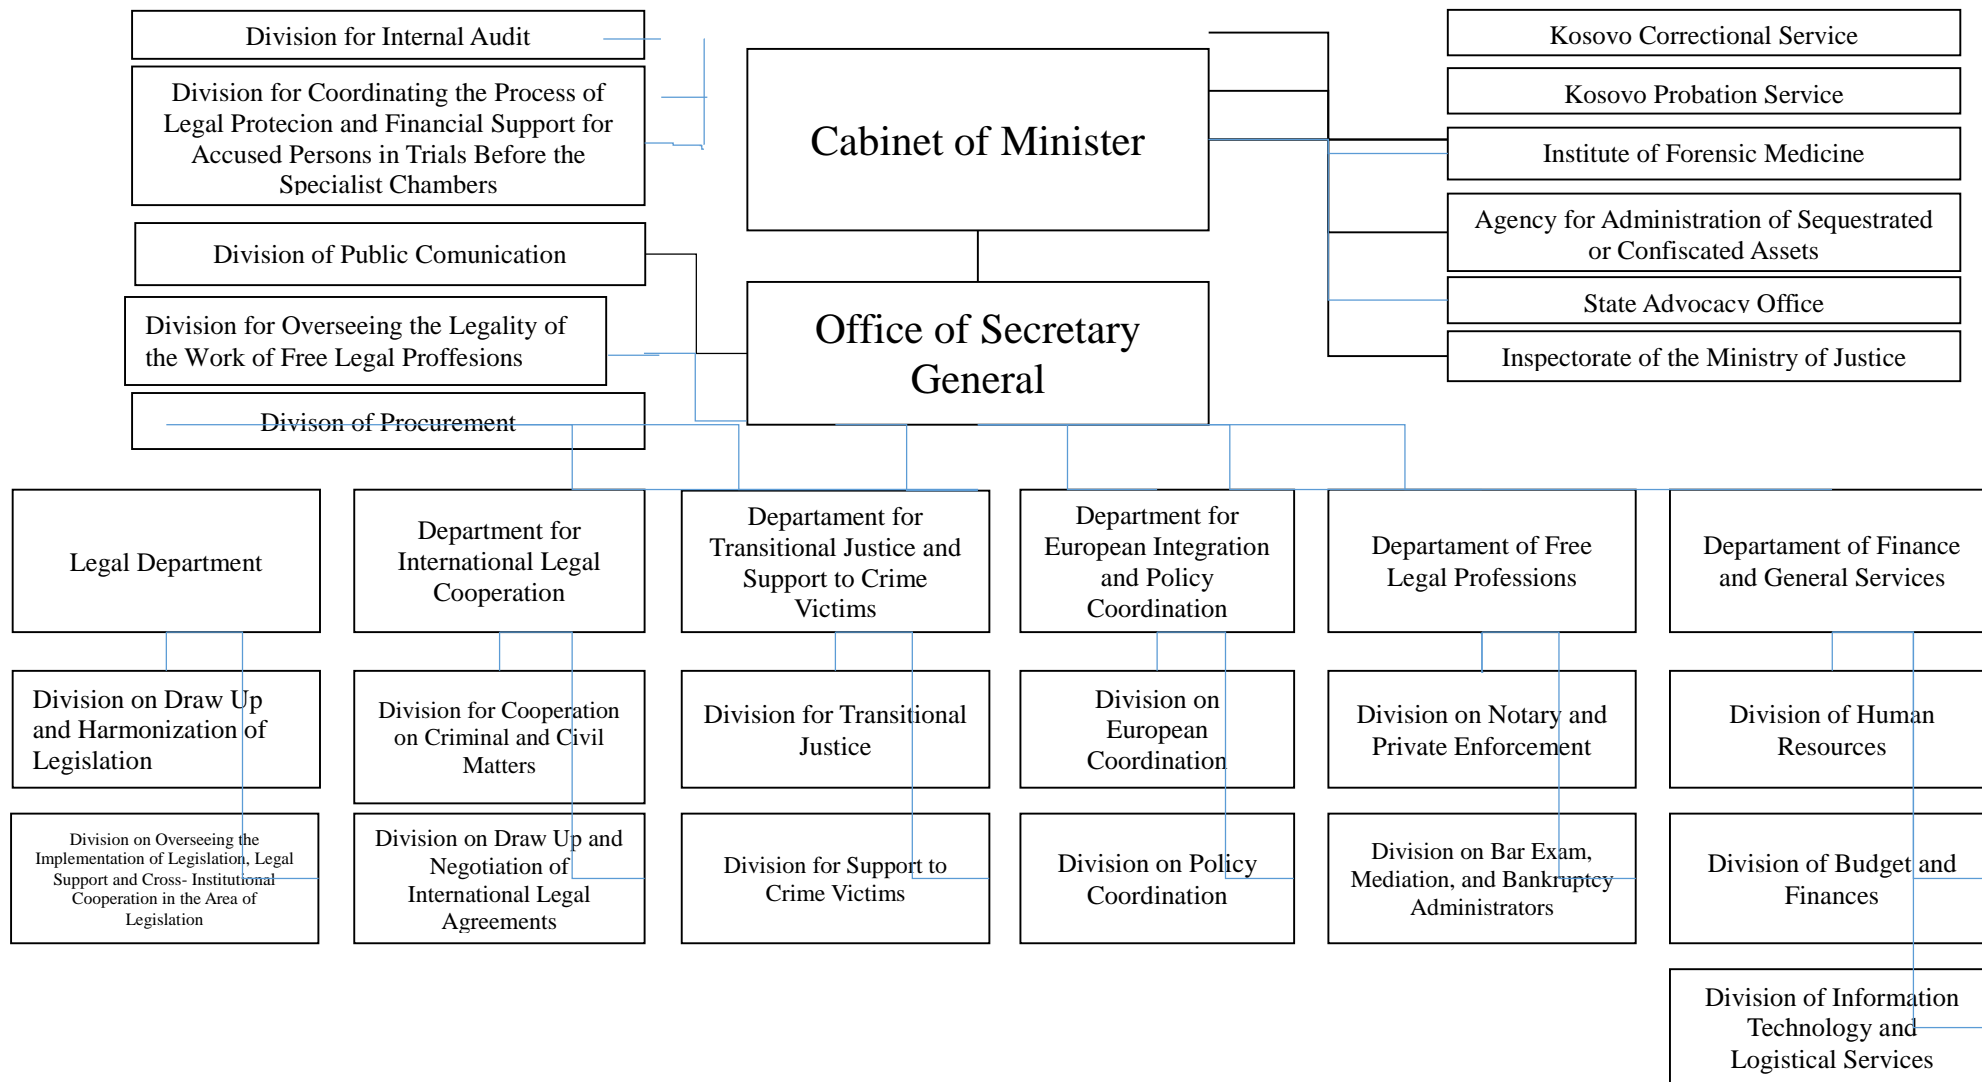 Division for Internal Audit
Division for Coordinating the Process of
Legal Protecion and Financial Support for
Accused Persons in Trials Before the
Specialist Chambers
Division of Public Comunication
Division for Overseeing the Legality of
the Work of Free Legal Proffesions
Divison of Procurement
Cabinet of Minister
Office of Secretary
General
Kosovo Correctional Service
Kosovo Probation Service
Institute of Forensic Medicine
Agency for Administration of Sequestrated
or Confiscated Assets
State Advocacy Office
Inspectorate of the Ministry of Justice
Legal Department
Department for
International Legal
Cooperation
Departament for
Transitional Justice and
Support to Crime
Victims
Department for
European Integration
and Policy
Coordination
Departament of Free
Legal Professions
Departament of Finance
and General Services
Division on Draw Up
and Harmonization of
Legislation
Division for Cooperation
on Criminal and Civil
Matters
Division for Transitional
Justice
Division on
European
Coordination
Division on Notary and
Private Enforcement
Division of Human
Resources
Division on Overseeing the
Implementation of Legislation, Legal
Support and Cross- Institutional
Cooperation in the Area of
Legislation
Division on Draw Up and
Negotiation of
International Legal
Agreements
Division for Support to
Crime Victims
Division on Policy
Coordination
Division on Bar Exam,
Mediation, and Bankruptcy
Administrators
Division of Budget and
Finances
Division of Information
Technology and
Logistical Services